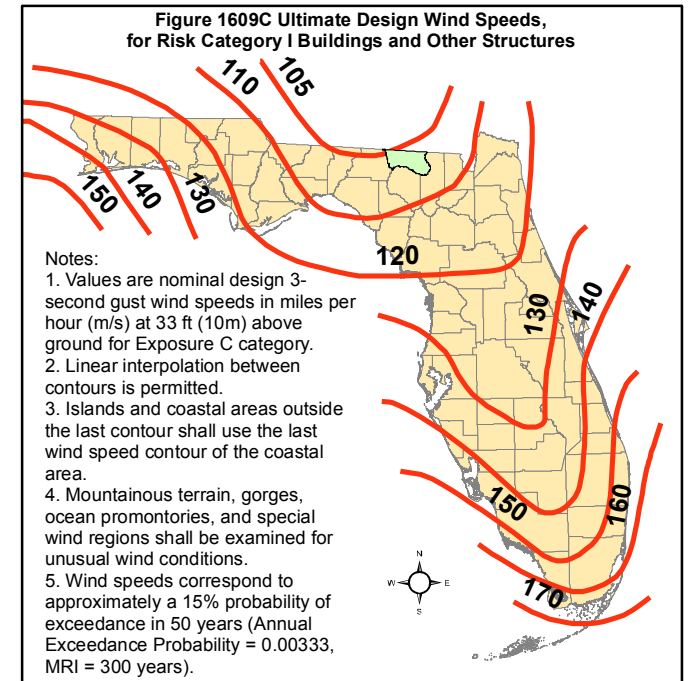 Figure 1609C Ultimate Design Wind Speeds,
for Risk Category I Buildings and Other Structures
105
110
150
140
130
120
130
140
150
160
170
Notes:
1. Values are nominal design 3-
second gust wind speeds in miles per
hour (m/s) at 33 ft (10m) above
ground for Exposure C category.
2. Linear interpolation between
contours is permitted.
3. Islands and coastal areas outside
the last contour shall use the last
wind speed contour of the coastal
area.
4. Mountainous terrain, gorges,
ocean promontories, and special
wind regions shall be examined for
unusual wind conditions.
5. Wind speeds correspond to
approximately a 15% probability of
exceedance in 50 years (Annual
Exceedance Probability = 0.00333,
MRI = 300 years).
N
W E
S